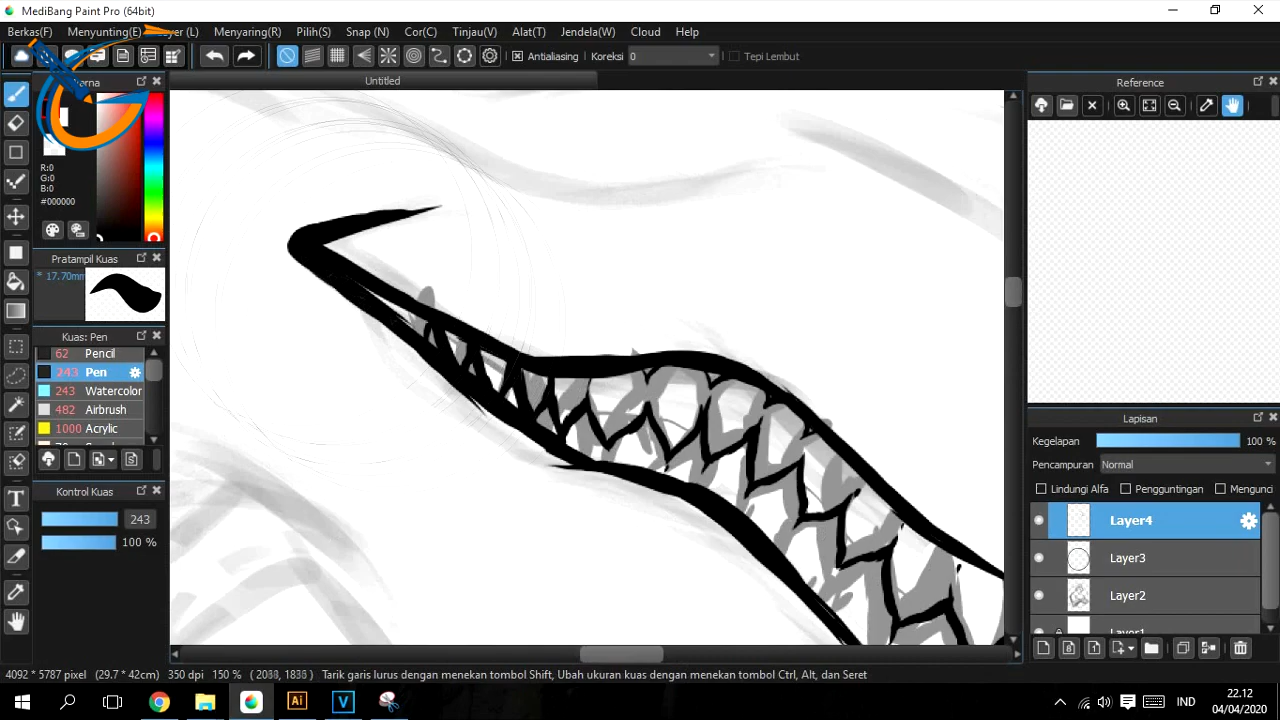 MediBang Paint Pro (64bit)
Berkas(F) Menyunting(E) Layer (L) Menyaring(R) Pilih(S) Snap (N) Cor(C) Tinjau(V) Alat(T) Jendela(W) Cloud Help
Antialiasing Koreksi 0 Tepi Lembut
Untitled
Reference
R:0
G:0
B:0
#000000
Pratampil Kuas
* 17.70mm
Kuas: Pen
62 Pencil
243 Pen
243 Watercolor
482 Airbrush
1000 Acrylic
Kontrol Kuas
243
100 %
Lapisan
Kegelapan 100 %
Pencampuran Normal
Lindungi Alfa Pengguntingan Mengunci
Layer4
Layer3
Layer2
Layer1
4092 * 5787 pixel (29.7 * 42cm) 350 dpi 150 % Tarik garis lurus dengan menekan tombol Shift, Ubah ukuran kuas dengan menekan tombol Ctrl, Alt, dan Seret
IND
22.12
04/04/2020